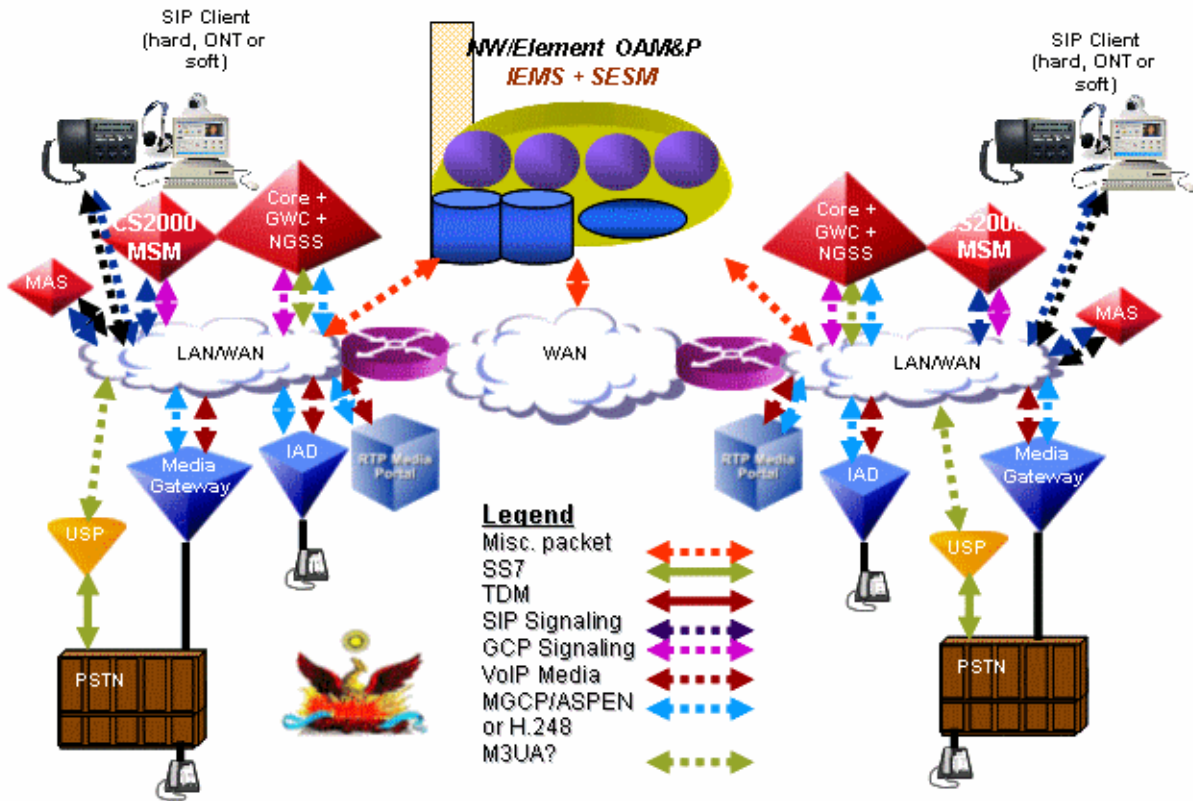 SIP Client
(hard, ONT or
soft)
NW/Element OAM&P
IEMS + SESM
SIP Client
(hard, ONT or
soft)
CS2000
MSM
Core +
GWC +
NGSS
Core +
GWC +
NGSS
CS2000
MSM
MAS
MAS
LAN/WAN
WAN
LAN/WAN
Media
Gateway
IAD
RTP Media
Portal
RTP Media
Portal
IAD
Media
Gateway
USP
USP
PSTN
PSTN
Legend
Misc. packet
SS7
TDM
SIP Signaling
GCP Signaling
VoIP Media
MGCP/ASPEN
or H.248
M3UA?